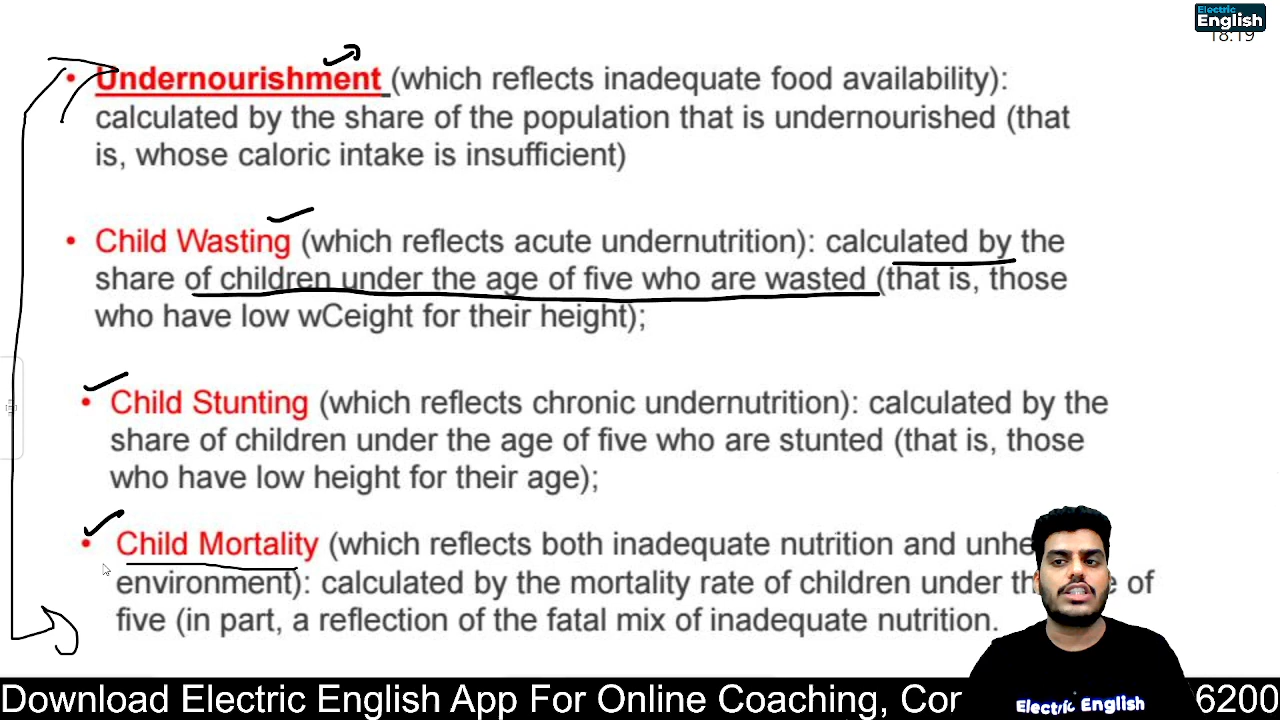 Electric
English
18:19
• Undernourishment (which reflects inadequate food availability):
calculated by the share of the population that is undernourished (that
is, whose caloric intake is insufficient)
• Child Wasting (which reflects acute undernutrition): calculated by the
share of children under the age of five who are wasted (that is, those
who have low wCeight for their height);
• Child Stunting (which reflects chronic undernutrition): calculated by the
share of children under the age of five who are stunted (that is, those
who have low height for their age);
• Child Mortality (which reflects both inadequate nutrition and
environment): calculated by the mortality rate of children under of
five (in part, a reflection of the fatal mix of inadequate nutrition.
Electric English
Download Electric English App For Online Coaching, 6200